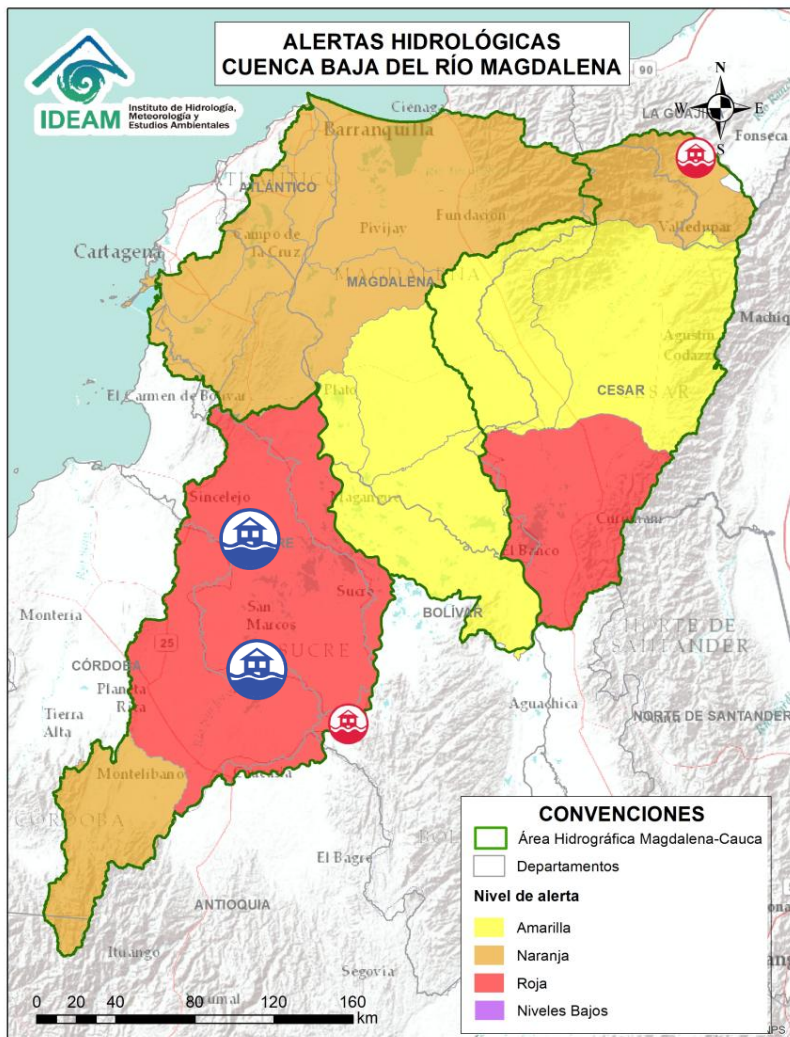 ALERTAS HIDROLÓGICAS
CUENCA BAJA DEL RÍO MAGDALENA
IDEAM
Instituto de Hidrología,
Meteorología y
Estudios Ambientales
N
W
E
S
90
Ciénaga
LA GUAJIRA
Fonseca
Barranquilla
ATLÁNTICO
Campo de
la Cruz
Pivijay
Fundación
Valledupar
Cartagena
MAGDALENA
MAGDALENA
Machiq
Agustín
Codazzi
El Carmen de Bolívar
Plato
CESAR
Sincelejo
Magangué
Curumaní
El Banco
Sucre
San
Marcos
SUCRE
BOLÍVAR
Montería
25
CÓRDOBA
Planeta
Rica
Tierra
Alta
NORTE DE
SANTANDER
Aguachica
NORTE DE SANTANDER
Montelíbano
CÓRDOBA
El Bagre
ANTIOQUIA
Ituango
Segovia
0 20 40 80 120 160
km
CONVENCIONES
Área Hidrográfica Magdalena-Cauca
Departamentos
Nivel de alerta
Amarilla
Naranja
Roja
Niveles Bajos